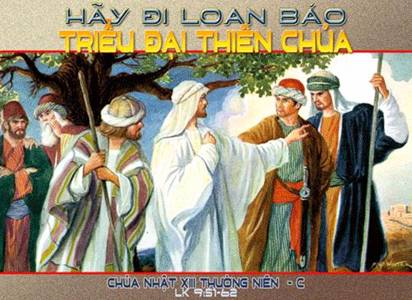 HÃY ĐI LOAN BÁO
TRIỀU ĐẠI THIÊN CHÚA
CHÚA NHẬT XIII THƯỜNG NIÊN - C
LK 9:51-62